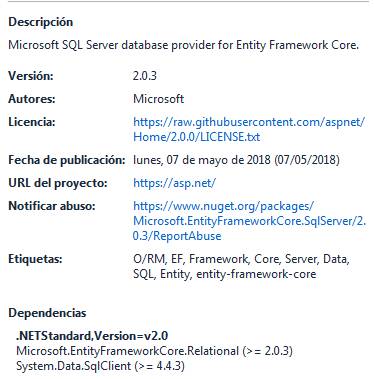 Descripción
Microsoft SQL Server database provider for Entity Framework Core.
Versión: 2.0.3
Autores: Microsoft
Licencia: https://raw.githubusercontent.com/aspnet/
Home/2.0.0/LICENSE.txt
Fecha de publicación: lunes, 07 de mayo de 2018 (07/05/2018)
URL del proyecto: https://asp.net/
Notificar abuso: https://www.nuget.org/packages/
Microsoft.EntityFrameworkCore.SqlServer/2.
0.3/ReportAbuse
Etiquetas: O/RM, EF, Framework, Core, Server, Data,
SQL, Entity, entity-framework-core
Dependencias
.NETStandard,Version=v2.0
Microsoft.EntityFrameworkCore.Relational (>= 2.0.3)
System.Data.SqlClient (>= 4.4.3)